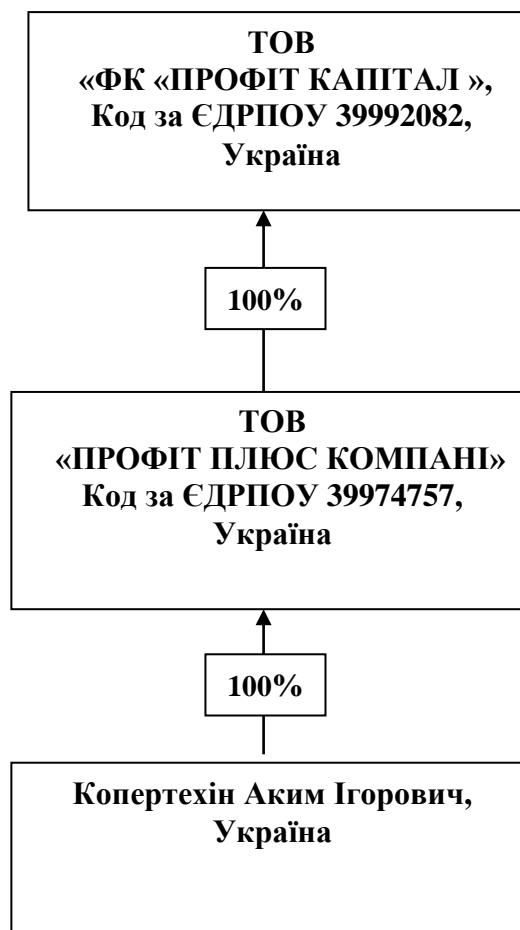 ТОВ
«ФК «ПРОФІТ КАПІТАЛ »,
Код за ЄДРПОУ 39992082,
Україна
100%
ТОВ
«ПРОФІТ ПЛЮС КОМПАНІ»
Код за ЄДРПОУ 39974757,
Україна
100%
Копертехін Аким Ігорович,
Україна